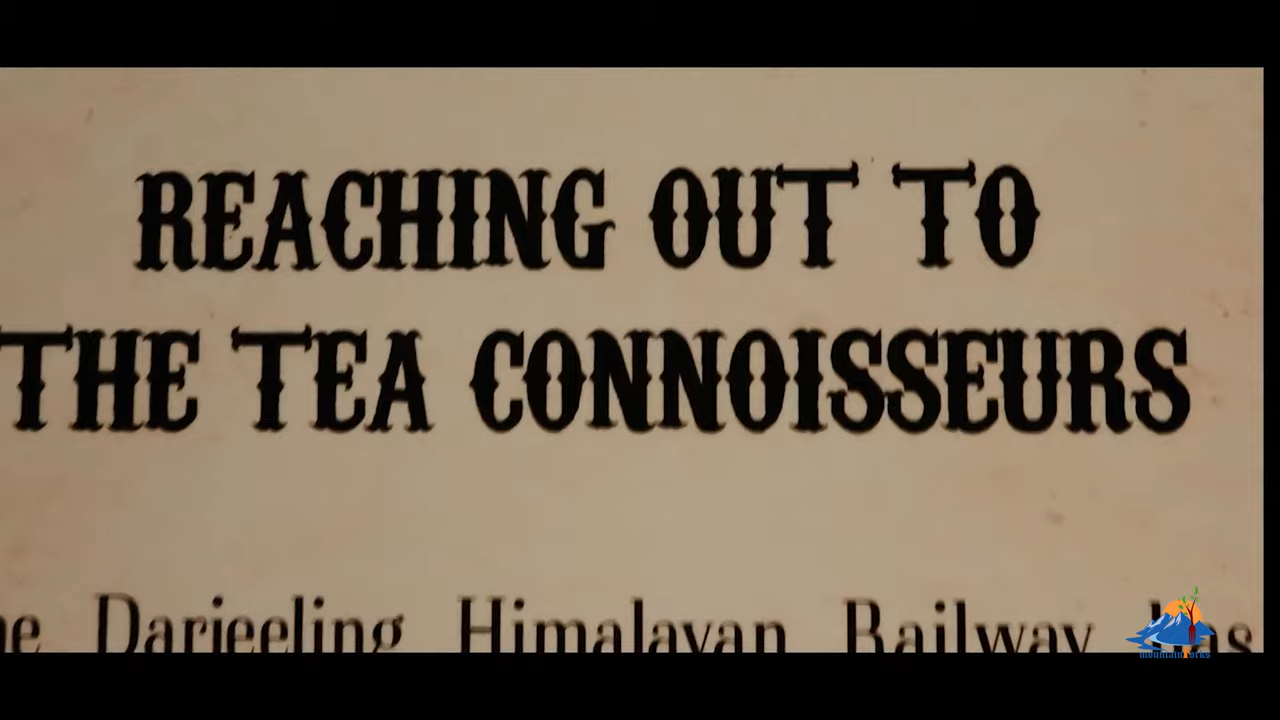 REACHING OUT TO
THE TEA CONNOISSEURS
Darjeeling Himalayan Railway